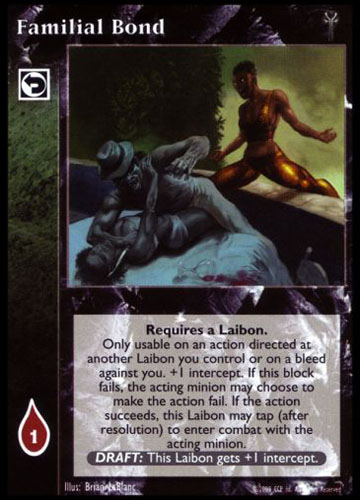 Familial Bond
Requires a Laibon.
Only usable on an action directed at
another Laibon you control or on a bleed
against you. +1 intercept. If this block
fails, the acting minion may choose to
make the action fail. If the action
succeeds, this Laibon may tap (after
resolution) to enter combat with the
acting minion.
DRAFT: This Laibon gets +1 intercept.
1
Illus: Brian LeBlanc